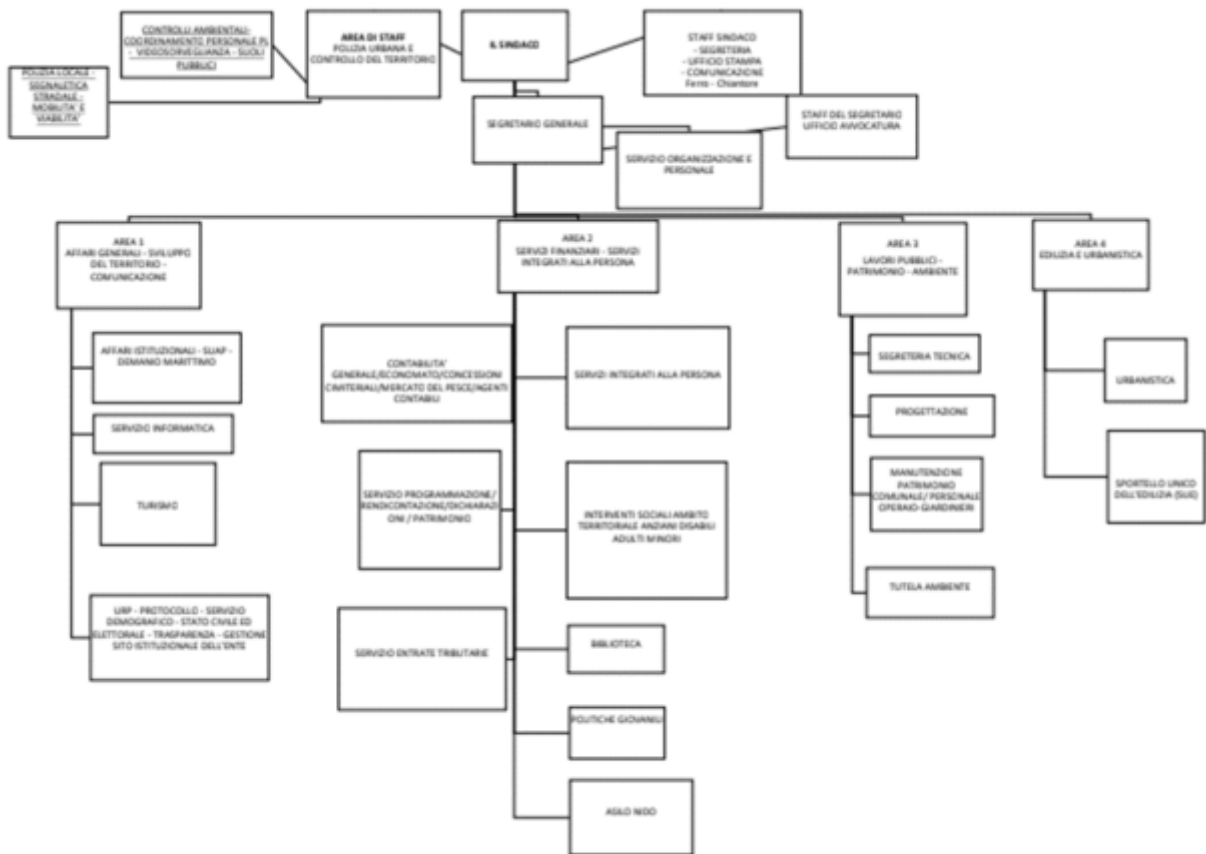 CONTROLLI AMBIENTALI-
COORDINAMENTO PERSONALE PL
- VIDEOSORVEGLIANZA - SUOLI
PUBBLICI
AREA DI STAFF
POLIZIA URBANA E
CONTROLLO DEL TERRITORIO
IL SINDACO
STAFF SINDACO
- SEGRETERIA
- UFFICIO STAMPA
- COMUNICAZIONE
Ferro - Chiantore
POLIZIA LOCALE -
SEGNALETICA
STRADALE -
MOBILITA' E
VIABILITA'
SEGRETARIO GENERALE
STAFF DEL SEGRETARIO
UFFICIO AVVOCATURA
SERVIZIO ORGANIZZAZIONE E
PERSONALE
AREA 1
AFFARI GENERALI - SVILUPPO
DEL TERRITORIO -
COMUNICAZIONE
AREA 2
SERVIZI FINANZIARI - SERVIZI
INTEGRATI ALLA PERSONA
AREA 3
LAVORI PUBBLICI -
PATRIMONIO - AMBIENTE
AREA 4
EDILIZIA E URBANISTICA
AFFARI ISTITUZIONALI - SUAP -
DEMANIO MARITTIMO
SERVIZIO INFORMATICA
TURISMO
URP - PROTOCOLLO - SERVIZIO
DEMOGRAFICO - STATO CIVILE ED
ELETTORALE - TRASPARENZA - GESTIONE
SITO ISTITUZIONALE DELL'ENTE
CONTABILITA'
GENERALE/ECONOMATO/CONCESSIONI
CIMITERIALI/MERCATO DEL PESCE/AGENTI
CONTABILI
SERVIZIO PROGRAMMAZIONE/
RENDICONTAZIONE/DICHIARAZI
ONI / PATRIMONIO
SERVIZIO ENTRATE TRIBUTARIE
SERVIZI INTEGRATI ALLA PERSONA
INTERVENTI SOCIALI AMBITO
TERRITORIALE ANZIANI DISABILI
ADULTI MINORI
BIBLIOTECA
POLITICHE GIOVANILI
ASILO NIDO
SEGRETERIA TECNICA
PROGETTAZIONE
MANUTENZIONE
PATRIMONIO
COMUNALE/ PERSONALE
OPERAIO-GIARDINIERI
TUTELA AMBIENTE
URBANISTICA
SPORTELLO UNICO
DELL'EDILIZIA (SUE)